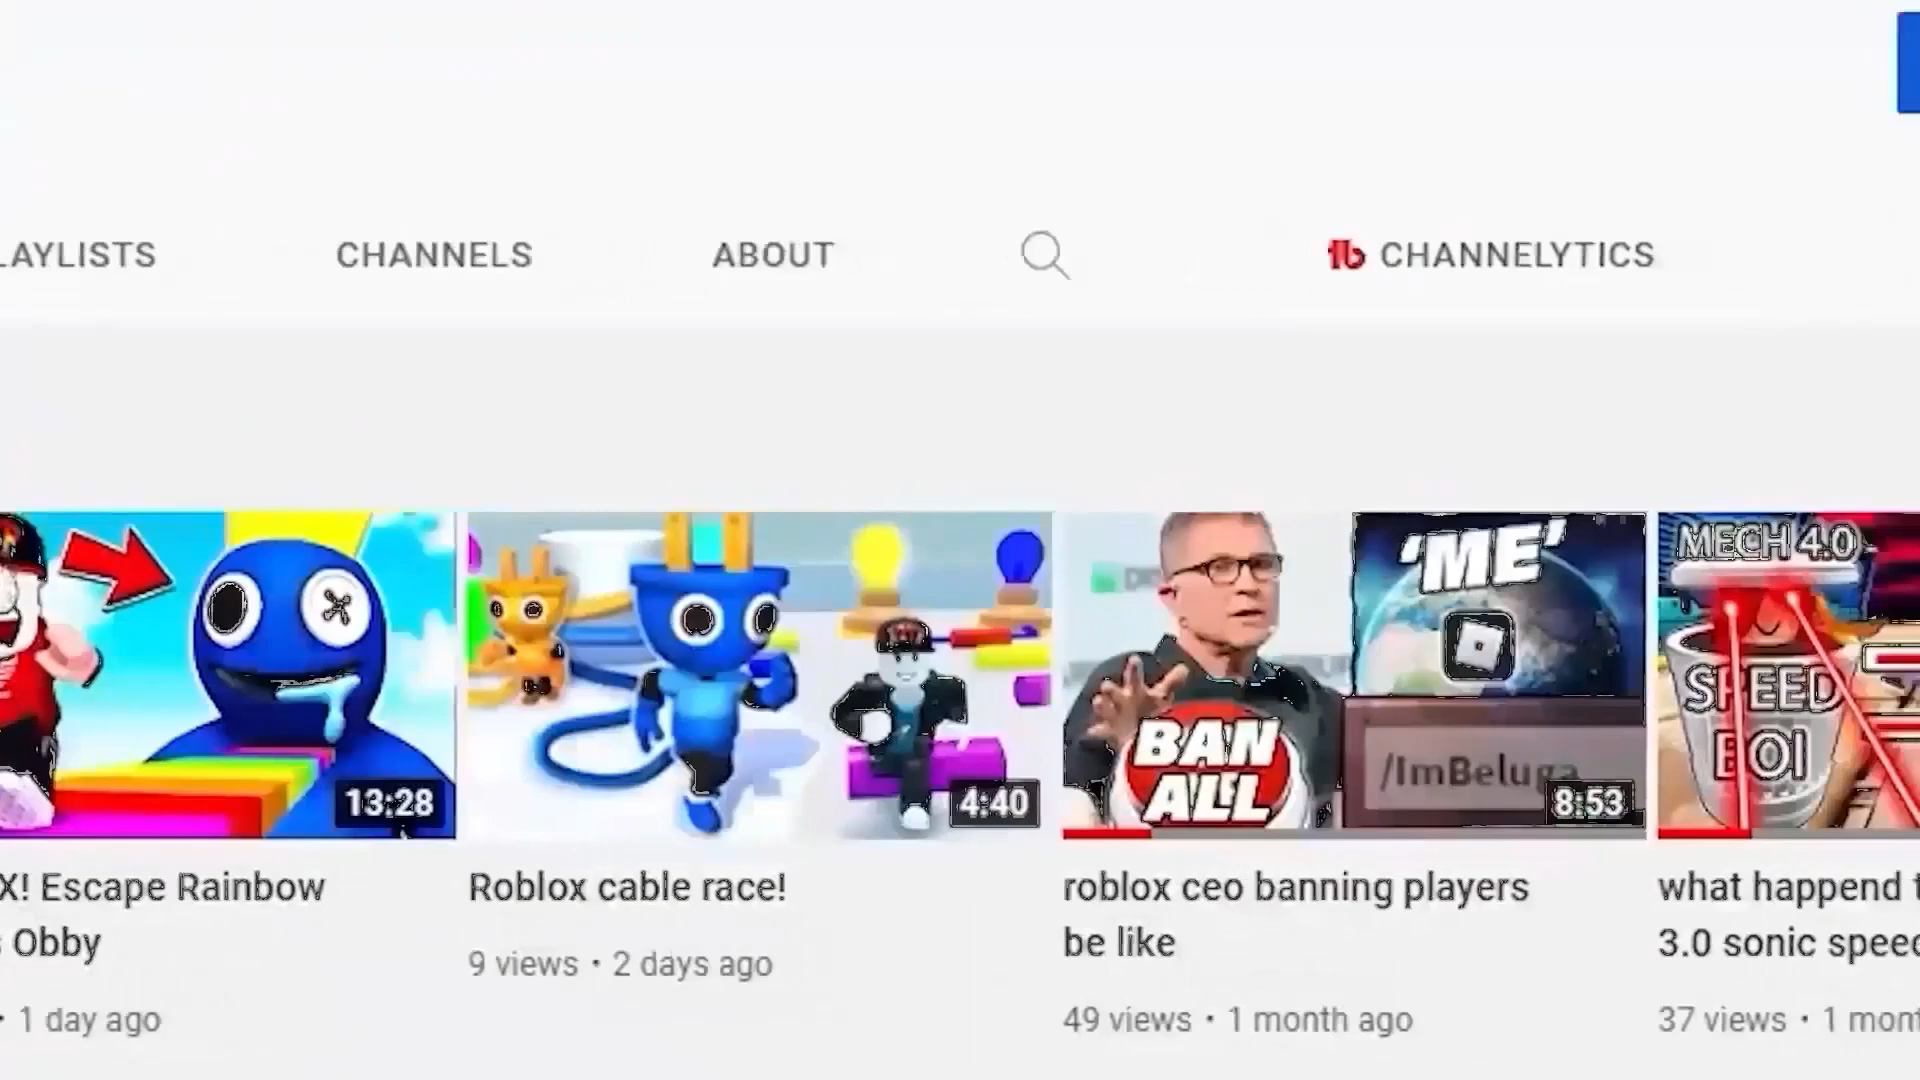 LAYLISTS
CHANNELS
ABOUT
CHANNELYTICS
13:28
4:40
'ME'
BAN
ALL
/ImBeluga
8:53
MECH 4.0
SPEED
BOI
X! Escape Rainbow
Obby
• 1 day ago
Roblox cable race!
9 views • 2 days ago
roblox ceo banning players
be like
49 views • 1 month ago
what happend
3.0 sonic
37 views • 1